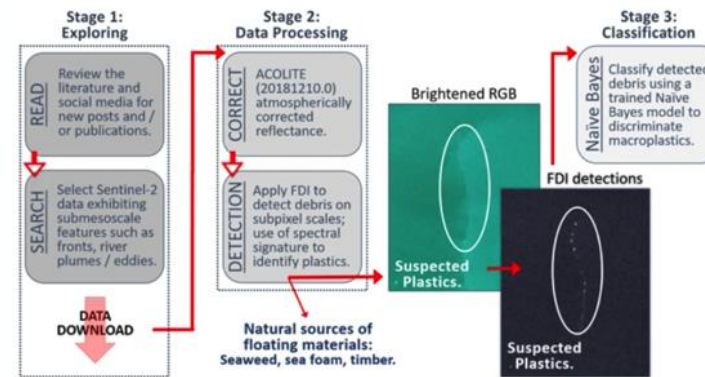 Stage 1:
Exploring
READ
Review the
literature and
social media for
new posts and /
or publications.
SEARCH
Select Sentinel-2
data exhibiting
submesoscale
features such as
fronts, river
plumes / eddies.
DATA
DOWNLOAD
Stage 2:
Data Processing
CORRECT
ACOLITE
(20181210.0)
atmospherically
corrected
reflectance.
DETECTION
Apply FDI to
detect debris on
subpixel scales;
use of spectral
signature to
identify plastics.
Natural sources of
floating materials:
Seaweed, sea foam, timber.
Brightened RGB
Suspected
Plastics.
FDI detections
Suspected
Plastics.
Stage 3:
Classification
Naïve Bayes
Classify detected
debris using a
trained Naïve
Bayes model to
discriminate
macroplastics.